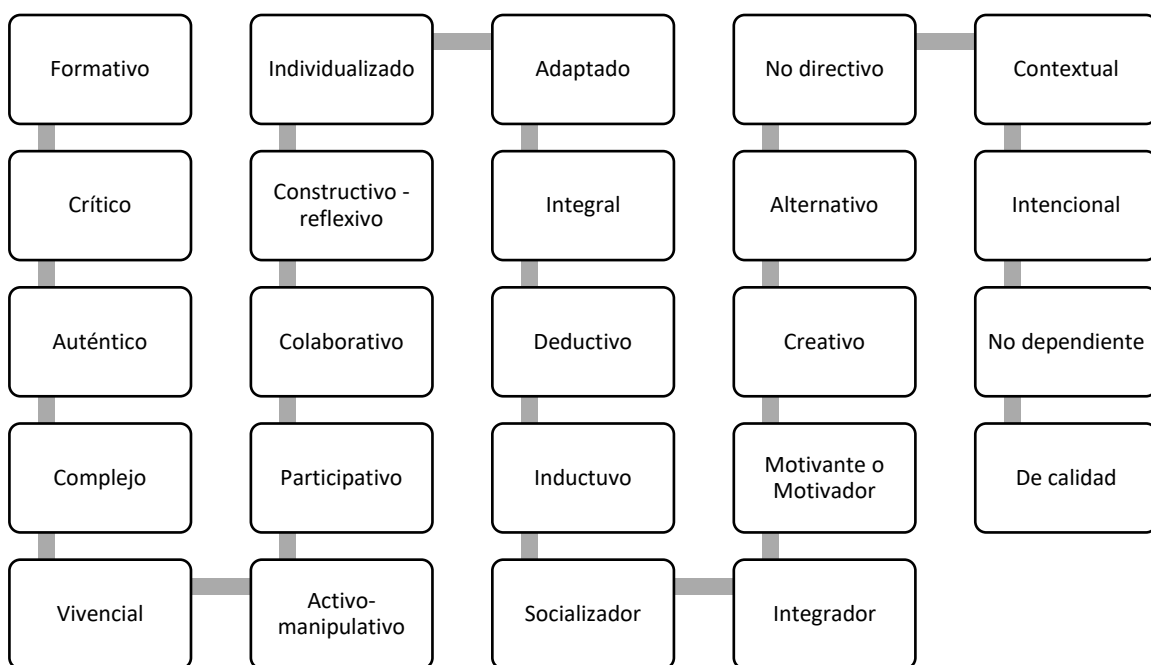 Formativo
Crítico
Auténtico
Complejo
Vivencial
Activo-
manipulativo
Participativo
Colaborativo
Constructivo -
reflexivo
Individualizado
Adaptado
Integral
Deductivo
Inductuvo
Socializador
Integrador
Motivante o
Motivador
Creativo
Alternativo
No directivo
Contextual
Intencional
No dependiente
De calidad